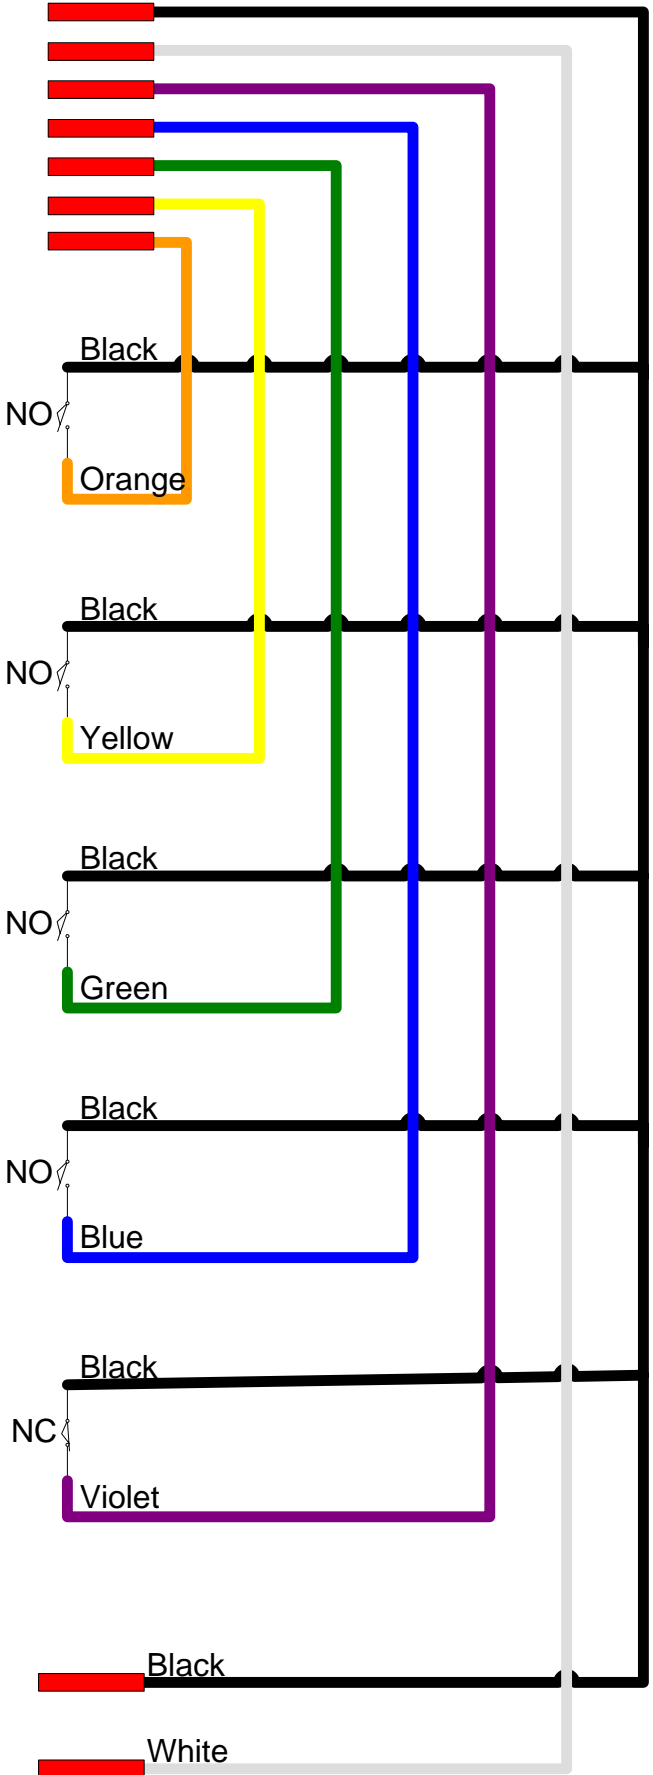 Black
NO
Orange
Black
NO
Yellow
Black
NO
Green
Black
NO
Blue
Black
NC
Violet
Black
White